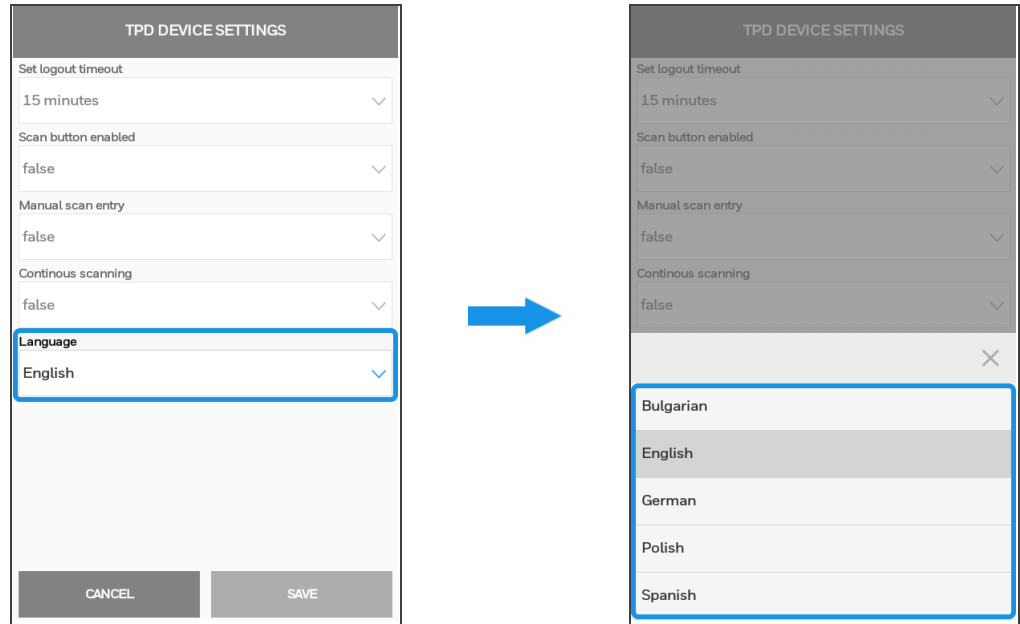 TPD DEVICE SETTINGS
Set logout timeout
15 minutes
Scan button enabled
false
Manual scan entry
false
Continous scanning
false
Language
English
CANCEL
SAVE
TPD DEVICE SETTINGS
Set logout timeout
15 minutes
Scan button enabled
false
Manual scan entry
false
Continous scanning
false
Bulgarian
English
German
Polish
Spanish